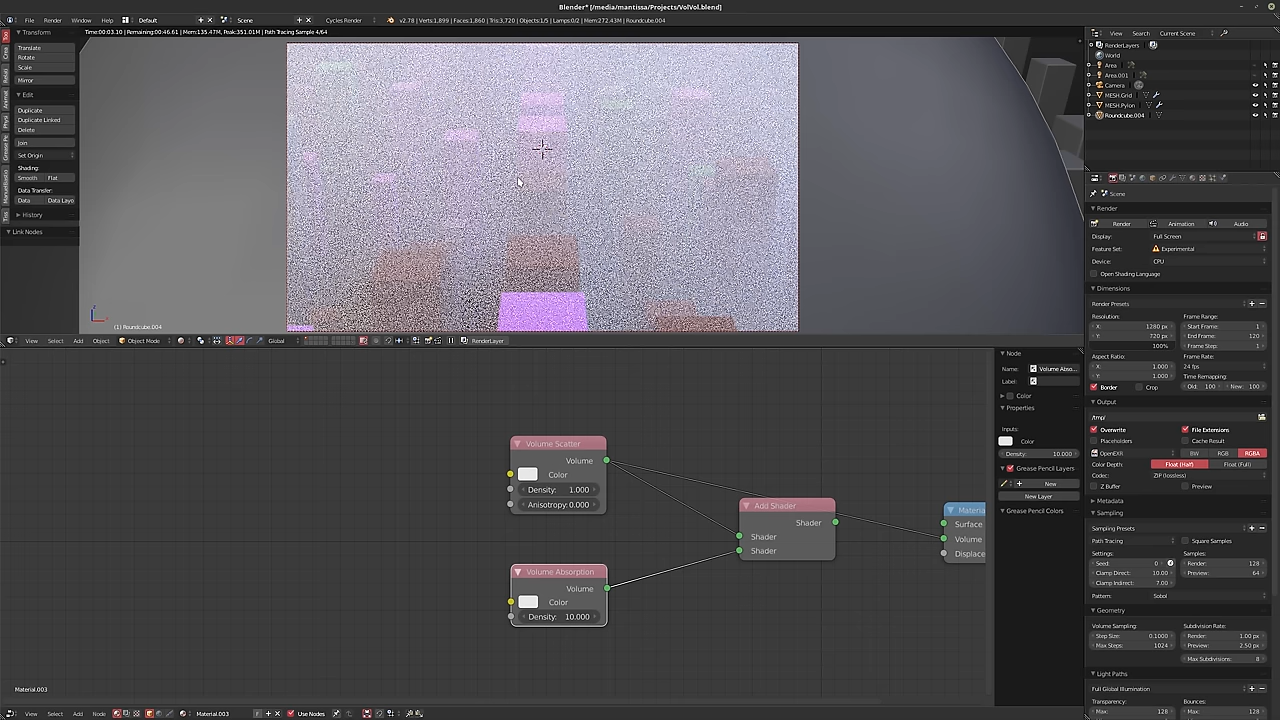 Blender* [/media/mantissa/Projects/VolVol.blend]
File Render Window Help Default Scene Cycles Render v2.78 | Verts:1,899 | Faces:1,860 | Tris:3,720 | Objects:1/5 | Lamps:0/2 | Mem:272.43M | Roundcube.004
Time:00:03.10 | Remaining:00:46.61 | Mem:135.47M, Peak:351.01M | Path Tracing Sample 4/64
Transform
Translate
Rotate
Scale
Mirror
Edit
Duplicate
Duplicate Linked
Delete
Join
Set Origin
Shading:
Smooth Flat
Data Transfer:
Data Data Layo
History
Link Nodes
(1) Roundcube.004
View Select Add Object Object Mode Global RenderLayer
Volume Scatter
Volume
Color
Density: 1.000
Anisotropy: 0.000
Volume Absorption
Volume
Color
Density: 10.000
Add Shader
Shader
Shader
Shader
Materia
Surface
Volume
Displace
Material.003
View Select Add Node Material.003 F Use Nodes
Node
Name: Volume Abso...
Label:
Color
Properties
Inputs:
Color
Density: 10.000
Grease Pencil Layers
New
New Layer
Grease Pencil Colors
View Search Current Scene
RenderLayers
World
Area
Area.001
Camera
MESH.Grid
MESH.Pylon
Roundcube.004
Scene
Render
Render Animation Audio
Display: Full Screen
Feature Set: Experimental
Device: CPU
Open Shading Language
Dimensions
Render Presets
Resolution: Frame Range:
X: 1280 px Start Frame: 1
Y: 720 px End Frame: 120
100% Frame Step: 1
Aspect Ratio: Frame Rate:
X: 1.000 24 fps
Y: 1.000 Time Remapping
Border Crop Old: 100 New: 100
Output
/tmp/
Overwrite File Extensions
Placeholders Cache Result
OpenEXR BW RGB RGBA
Color Depth: Float (Half) Float (Full)
Codec: ZIP (lossless)
Z Buffer Preview
Metadata
Sampling
Sampling Presets
Path Tracing Square Samples
Settings: Samples:
Seed: 0 Render: 128
Clamp Direct: 10.00 Preview: 64
Clamp Indirect: 7.00
Pattern: Sobol
Geometry
Volume Sampling: Subdivision Rate:
Step Size: 0.1000 Render: 1.00 px
Max Steps: 1024 Preview: 2.50 px
Max Subdivisions: 8
Light Paths
Full Global Illumination
Transparency: Bounces:
Max: 128 Max: 128